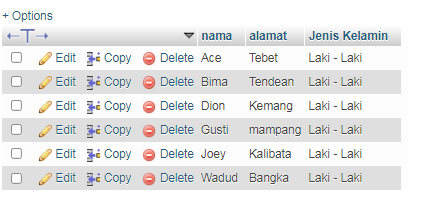 + Options
←T→ nama alamat Jenis Kelamin
Edit Copy Delete Ace Tebet Laki - Laki
Edit Copy Delete Bima Tendean Laki - Laki
Edit Copy Delete Dion Kemang Laki - Laki
Edit Copy Delete Gusti mampang Laki - Laki
Edit Copy Delete Joey Kalibata Laki - Laki
Edit Copy Delete Wadud Bangka Laki - Laki